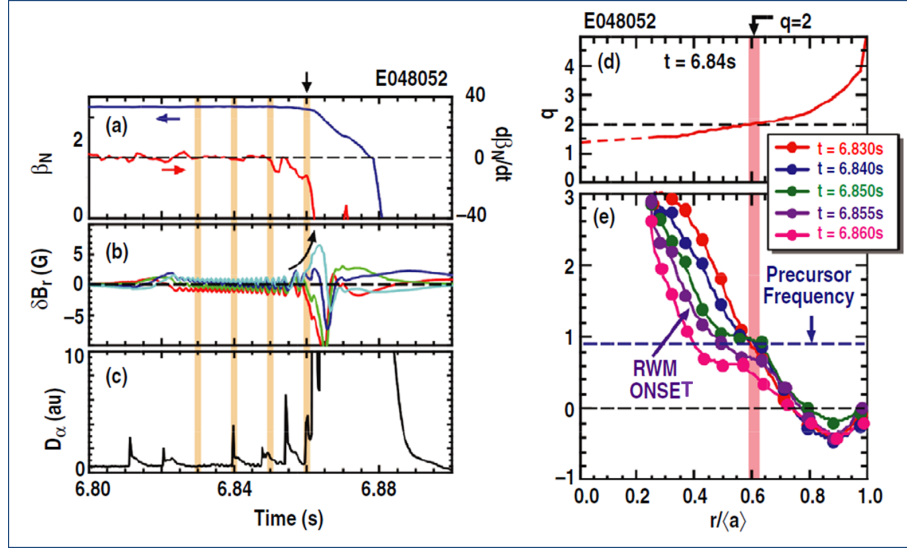 E048052
(a)
βN
2
0
40
0
−40
dβN/dt
(b)
δBr (G)
5
0
−5
(c)
Dα (au)
10
0
6.80
6.84
6.88
Time (s)
E048052
q=2
(d)
t = 6.84s
q
4
3
2
1
t = 6.830s
t = 6.840s
t = 6.850s
t = 6.855s
t = 6.860s
(e)
3
2
1
0
−1
Precursor
Frequency
RWM
ONSET
0.0
0.2
0.4
0.6
0.8
1.0
r/⟨a⟩